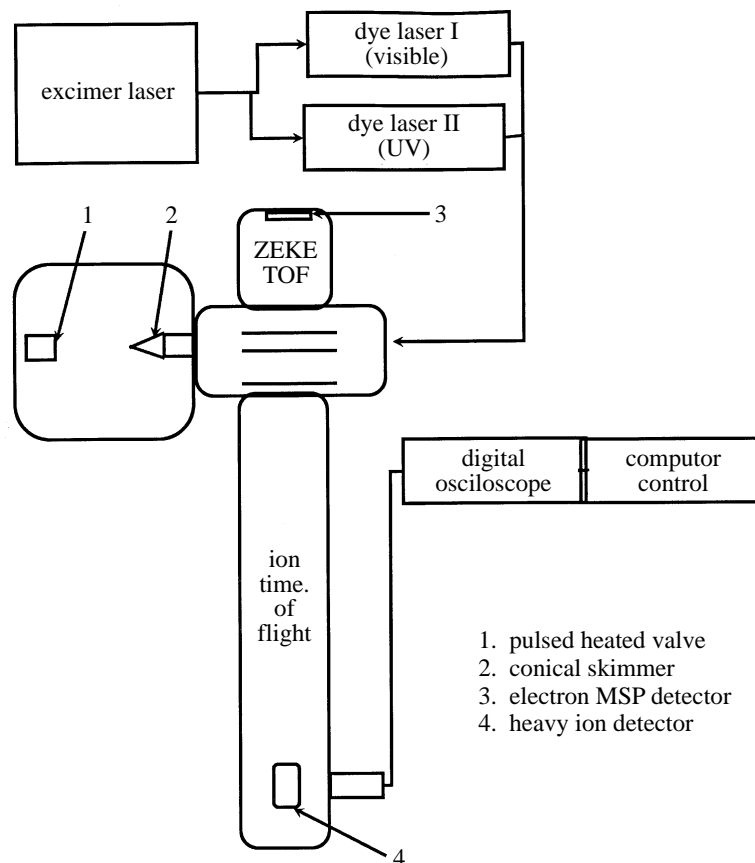 dye laser I
(visible)
excimer laser
dye laser II
(UV)
1
2
3
ZEKE
TOF
digital
osciloscope
computor
control
ion
time.
of
flight
1. pulsed heated valve
2. conical skimmer
3. electron MSP detector
4. heavy ion detector
4